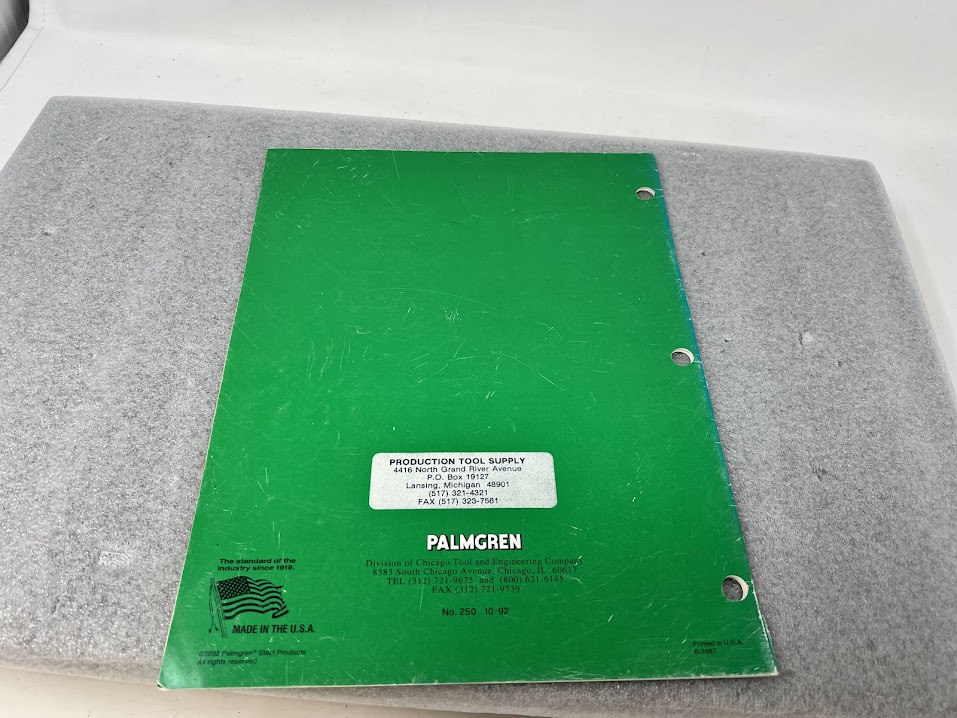 PRODUCTION TOOL SUPPLY
4416 North Grand River Avenue
P.O. Box 19127
Lansing, Michigan 48901
(517) 321-4321
FAX (517) 323-7561
PALMGREN
Division of Chicago Tool and Engineering Company
8383 South Chicago Avenue, Chicago, IL 60617
TEL (312) 721-9675 and (800) 621-6145
FAX (312) 721-9739
No. 250 10-92
The standard of the
industry since 1919.
MADE IN THE U.S.A.
©1992 Palmgren® Steel Products
All rights reserved
Printed in U.S.A.
B-2487